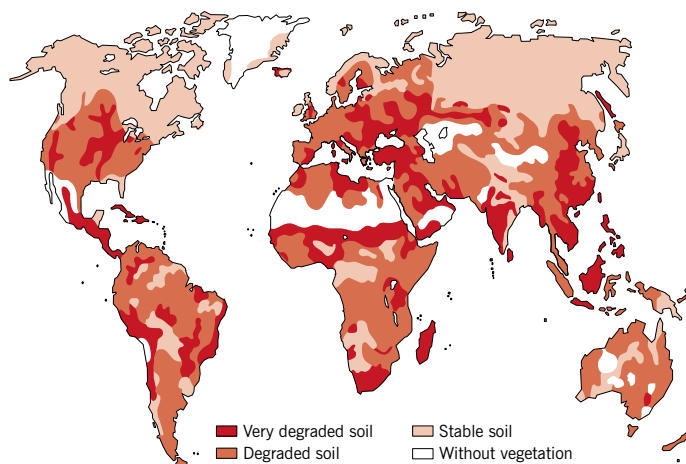 Very degraded soil
Stable soil
Degraded soil
Without vegetation